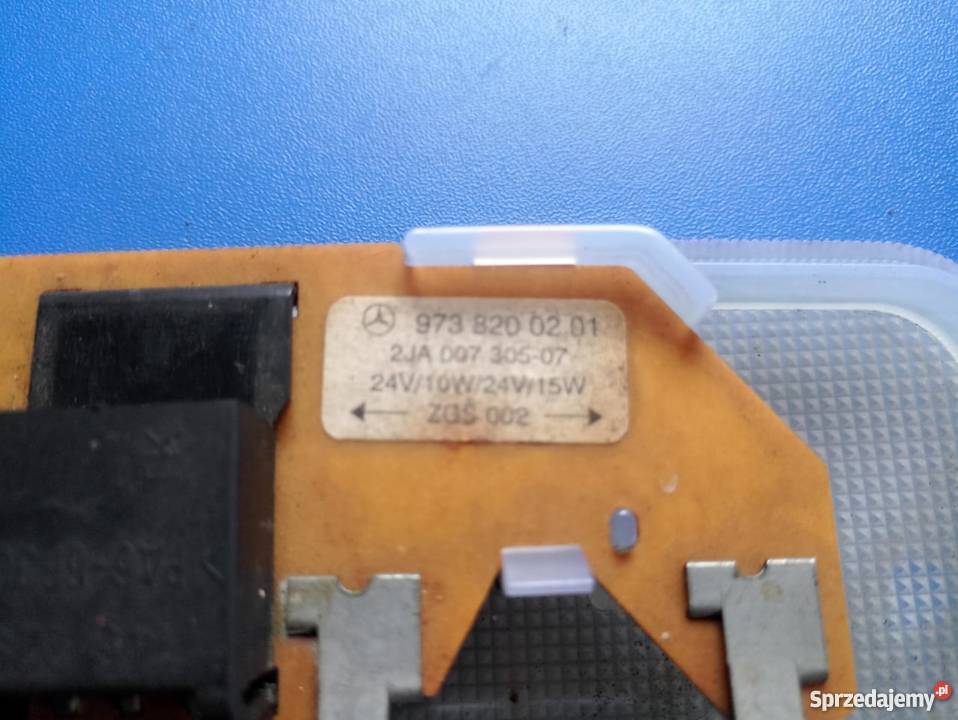 973 820 02 01
2JA 007 305-07
24V/10W/24V/15W
ZGS 002
Sprzedajemy.pl